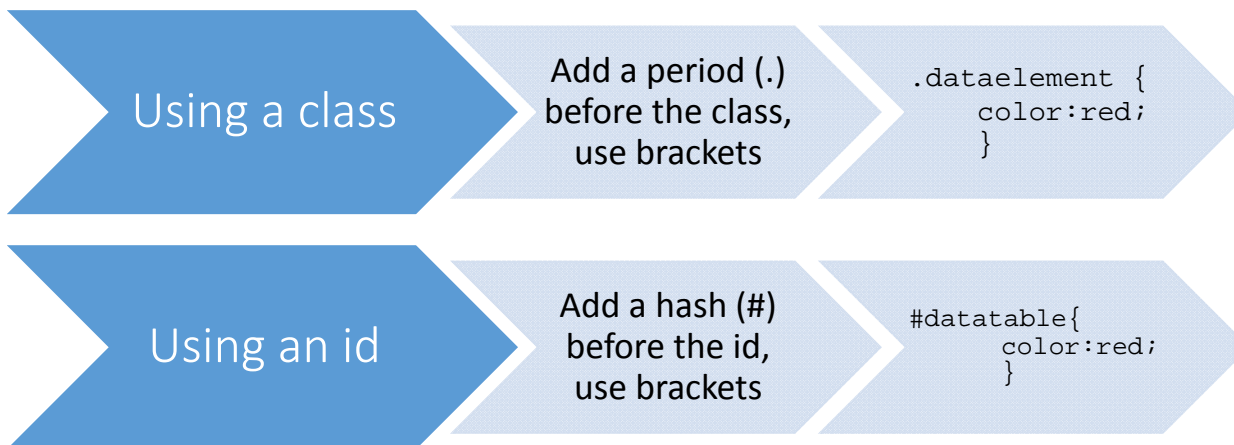 Using a class
Add a period (.)
before the class,
use brackets
.dataelement {
color:red;
}
Using an id
Add a hash (#)
before the id,
use brackets
#datatable{
color:red;
}